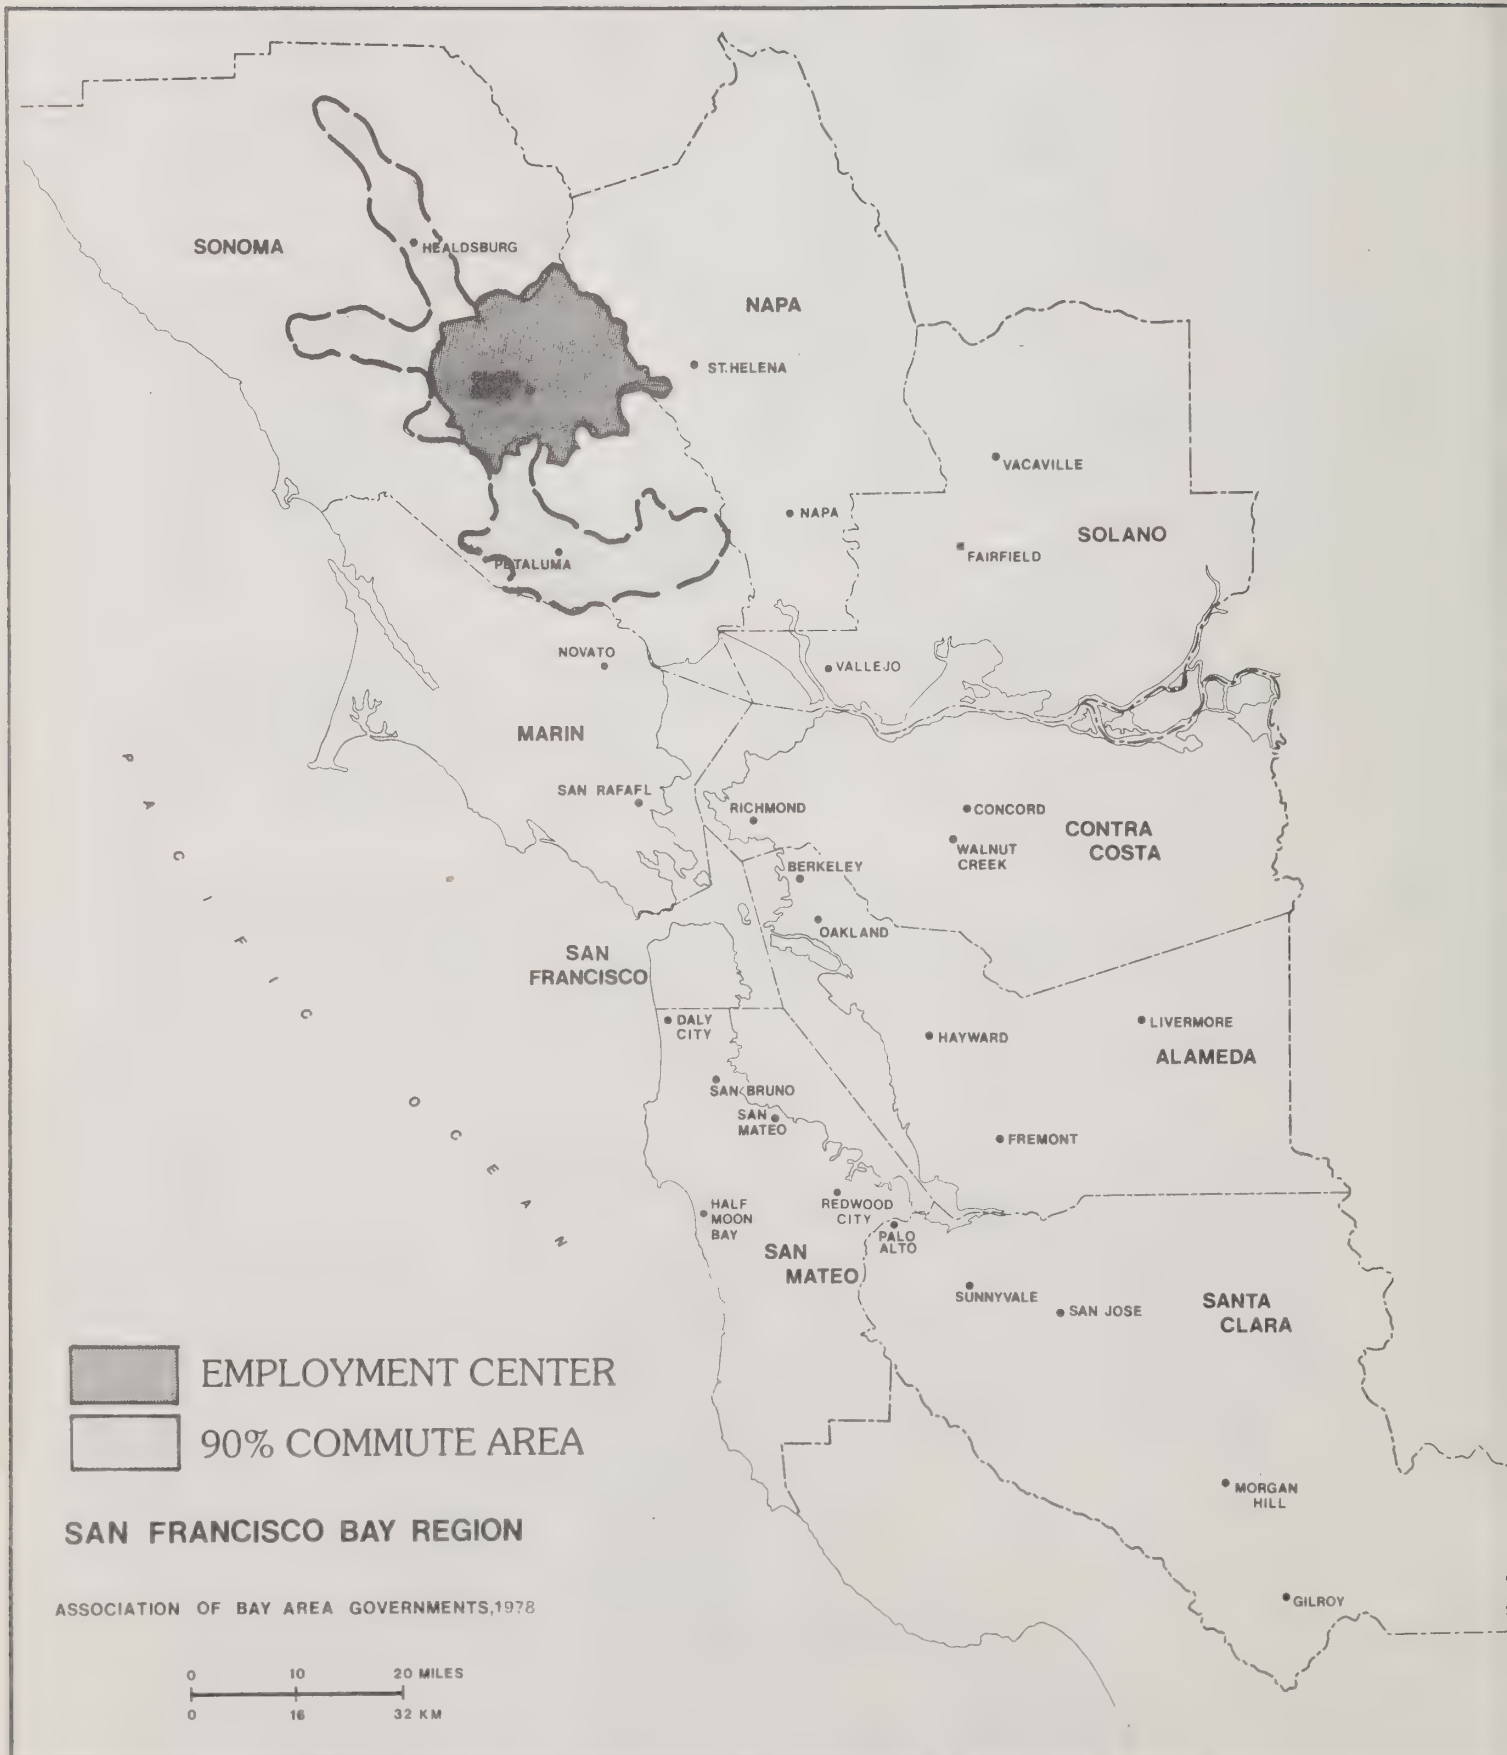 SONOMA
HEALDSBURG
NAPA
ST. HELENA
VACAVILLE
NAPA
SOLANO
FAIRFIELD
PETALUMA
NOVATO
VALLEJO
MARIN
SAN RAFAEL
RICHMOND
CONCORD
CONTRA
COSTA
WALNUT
CREEK
BERKELEY
OAKLAND
SAN
FRANCISCO
PACIFIC OCEAN
DALY
CITY
HAYWARD
LIVERMORE
ALAMEDA
SAN BRUNO
SAN
MATEO
FREMONT
HALF
MOON
BAY
REDWOOD
CITY
PALO
ALTO
SAN
MATEO
SUNNYVALE
SAN JOSE
SANTA
CLARA
EMPLOYMENT CENTER
90% COMMUTE AREA
MORGAN
HILL
SAN FRANCISCO BAY REGION
ASSOCIATION OF BAY AREA GOVERNMENTS,1978
GILROY
0 10 20 MILES
0 16 32 KM